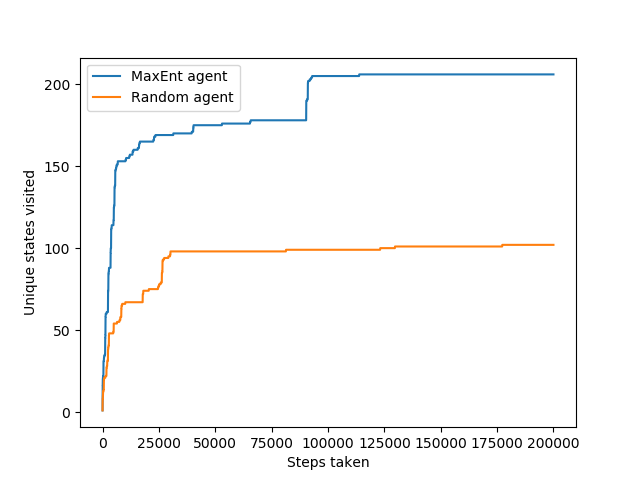 MaxEnt agent
Random agent
200
150
100
50
0
Unique states visited
0 25000 50000 75000 100000 125000 150000 175000 200000
Steps taken